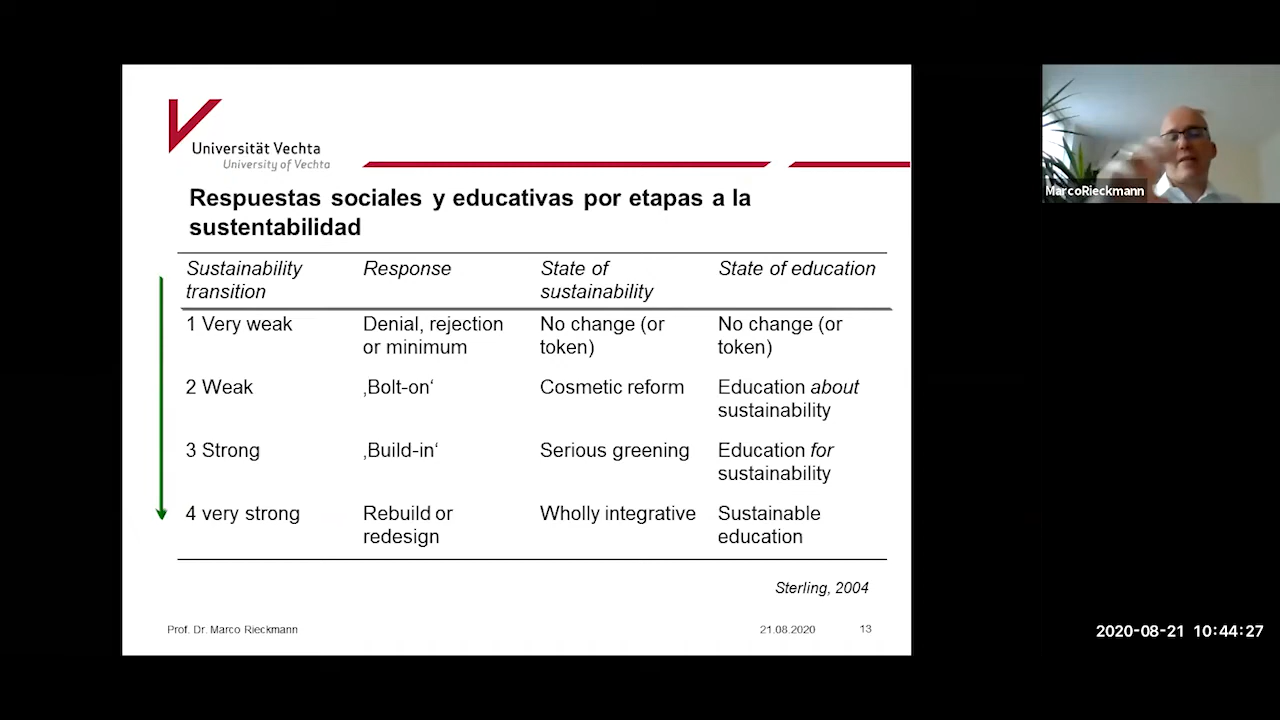 Universität Vechta
University of Vechta
Respuestas sociales y educativas por etapas a la
sustentabilidad
Sustainability transition
Response
State of sustainability
State of education
1 Very weak
Denial, rejection or minimum
No change (or token)
No change (or token)
2 Weak
‚Bolt-on‘
Cosmetic reform
Education about sustainability
3 Strong
‚Build-in‘
Serious greening
Education for sustainability
4 very strong
Rebuild or redesign
Wholly integrative
Sustainable education
Sterling, 2004
Prof. Dr. Marco Rieckmann
21.08.2020
13
MarcoRieckmann
2020-08-21 10:44:27